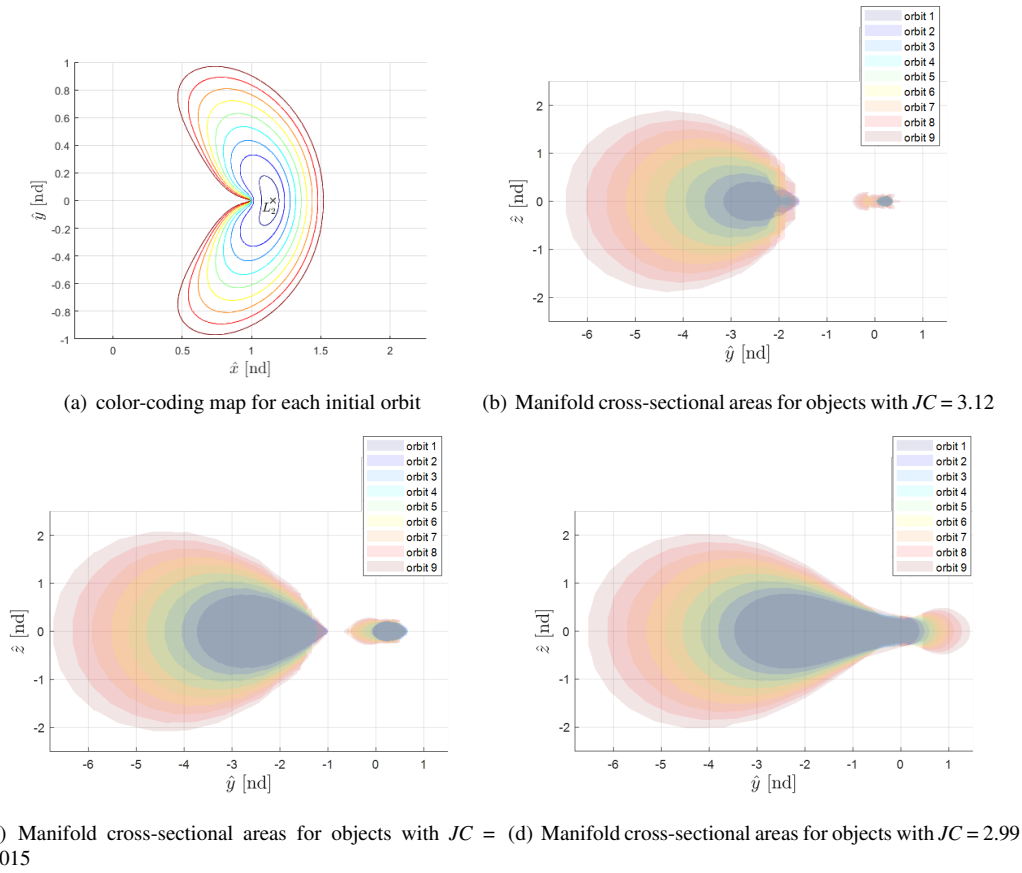 1
0.8
0.6
0.4
0.2
0
-0.2
-0.4
-0.6
-0.8
-1
0
0.5
1
1.5
2
L2
ŷ [nd]
x̂ [nd]
(a) color-coding map for each initial orbit
orbit 1
orbit 2
orbit 3
orbit 4
orbit 5
orbit 6
orbit 7
orbit 8
orbit 9
2
1
0
-1
-2
-6
-5
-4
-3
-2
-1
0
1
ẑ [nd]
ŷ [nd]
(b) Manifold cross-sectional areas for objects with JC = 3.12
orbit 1
orbit 2
orbit 3
orbit 4
orbit 5
orbit 6
orbit 7
orbit 8
orbit 9
2
1
0
-1
-2
-6
-5
-4
-3
-2
-1
0
1
ẑ [nd]
ŷ [nd]
) Manifold cross-sectional areas for objects with JC =
015
orbit 1
orbit 2
orbit 3
orbit 4
orbit 5
orbit 6
orbit 7
orbit 8
orbit 9
2
1
0
-1
-2
-6
-5
-4
-3
-2
-1
0
1
ẑ [nd]
ŷ [nd]
(d) Manifold cross-sectional areas for objects with JC = 2.99